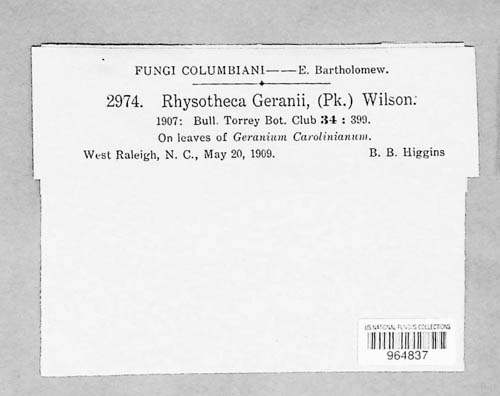 FUNGI COLUMBIANI——E. Bartholomew.
2974. Rhysotheca Geranii, (Pk.) Wilson.
1907: Bull. Torrey Bot. Club 34 : 399.
On leaves of Geranium Carolinianum.
West Raleigh, N. C., May 20, 1909. B. B. Higgins
US NATIONAL FUNGUS COLLECTIONS
964837